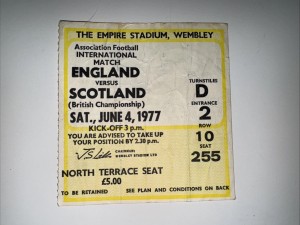 THE EMPIRE STADIUM, WEMBLEY
Association Football
INTERNATIONAL
MATCH
ENGLAND
VERSUS
SCOTLAND
(British Championship)
SAT., JUNE 4, 1977
KICK-OFF 3 p.m.
YOU ARE ADVISED TO TAKE UP
YOUR POSITION BY 2.30 p.m.
CHAIRMAN:
WEMBLEY STADIUM LTD
NORTH TERRACE SEAT
£5.00
TO BE RETAINED
SEE PLAN AND CONDITIONS ON BACK
TURNSTILES
D
ENTRANCE
2
ROW
10
SEAT
255